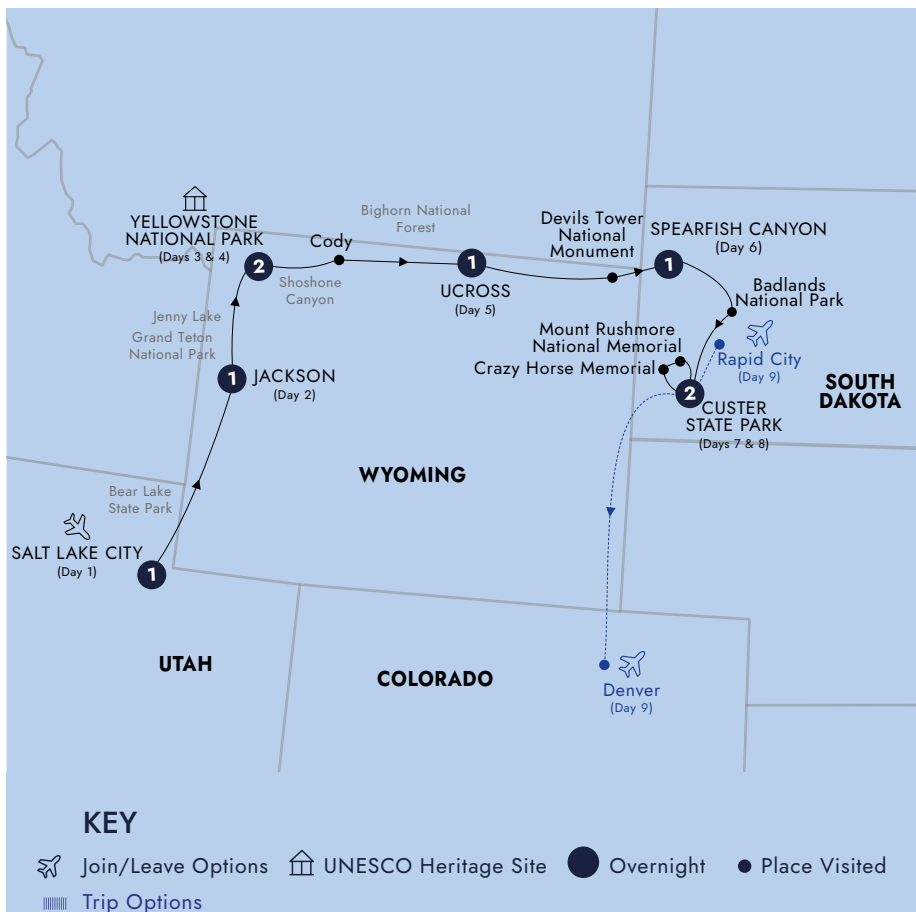 YELLOWSTONE
NATIONAL PARK
(Days 3 & 4)
2
Cody
Shoshone
Canyon
Bighorn National
Forest
1
UCROSS
(Day 5)
Devils Tower
National
Monument
SPEARFISH CANYON
(Day 6)
1
Badlands
National Park
Jenny Lake
Grand Teton
National Park
1
JACKSON
(Day 2)
Mount Rushmore
National Memorial
Crazy Horse Memorial
Rapid City
(Day 9)
2
CUSTER
STATE PARK
(Days 7 & 8)
SOUTH
DAKOTA
WYOMING
Bear Lake
State Park
SALT LAKE CITY
(Day 1)
1
UTAH
COLORADO
Denver
(Day 9)
KEY
Join/Leave Options
UNESCO Heritage Site
Overnight
Place Visited
Trip Options